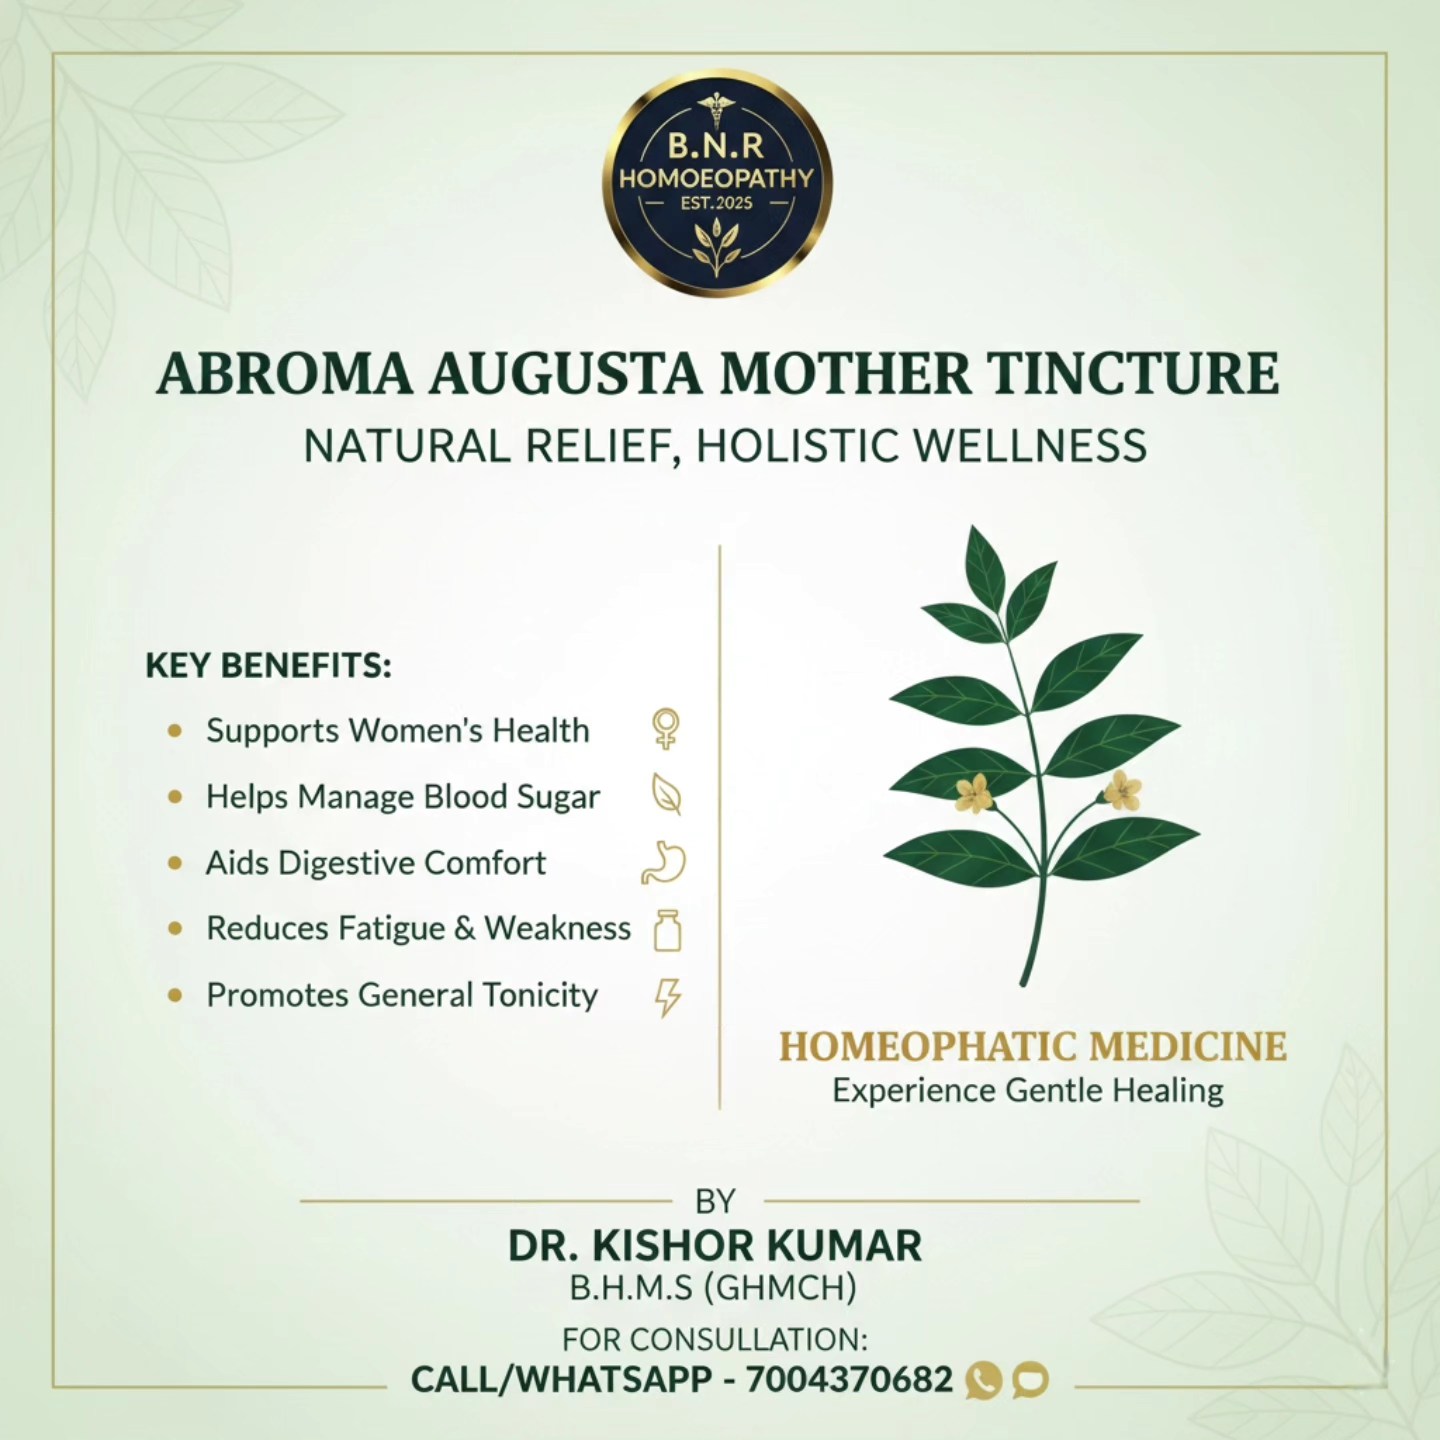 B.N.R
HOMOEOPATHY
EST.2025
ABROMA AUGUSTA MOTHER TINCTURE
NATURAL RELIEF, HOLISTIC WELLNESS
KEY BENEFITS:
• Supports Women's Health
• Helps Manage Blood Sugar
• Aids Digestive Comfort
• Reduces Fatigue & Weakness
• Promotes General Tonicity
HOMEOPHATIC MEDICINE
Experience Gentle Healing
BY
DR. KISHOR KUMAR
B.H.M.S (GHMCH)
FOR CONSULLATION:
CALL/WHATSAPP - 7004370682